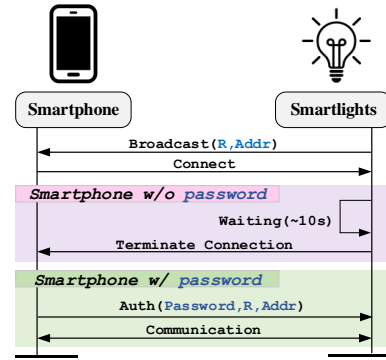 Smartphone
Smartlights
Broadcast(R,Addr)
Connect
Smartphone w/o password
Waiting(~10s)
Terminate Connection
Smartphone w/ password
Auth(Password,R,Addr)
Communication